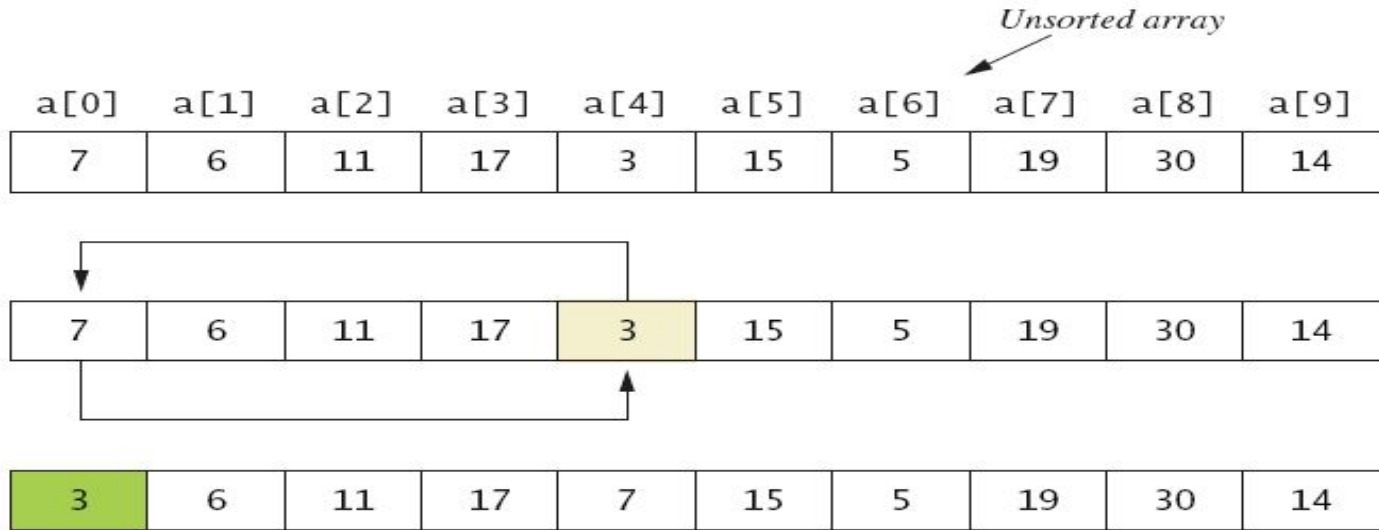 Unsorted array
a[0] a[1] a[2] a[3] a[4] a[5] a[6] a[7] a[8] a[9]
7 6 11 17 3 15 5 19 30 14
7 6 11 17 3 15 5 19 30 14
3 6 11 17 7 15 5 19 30 14